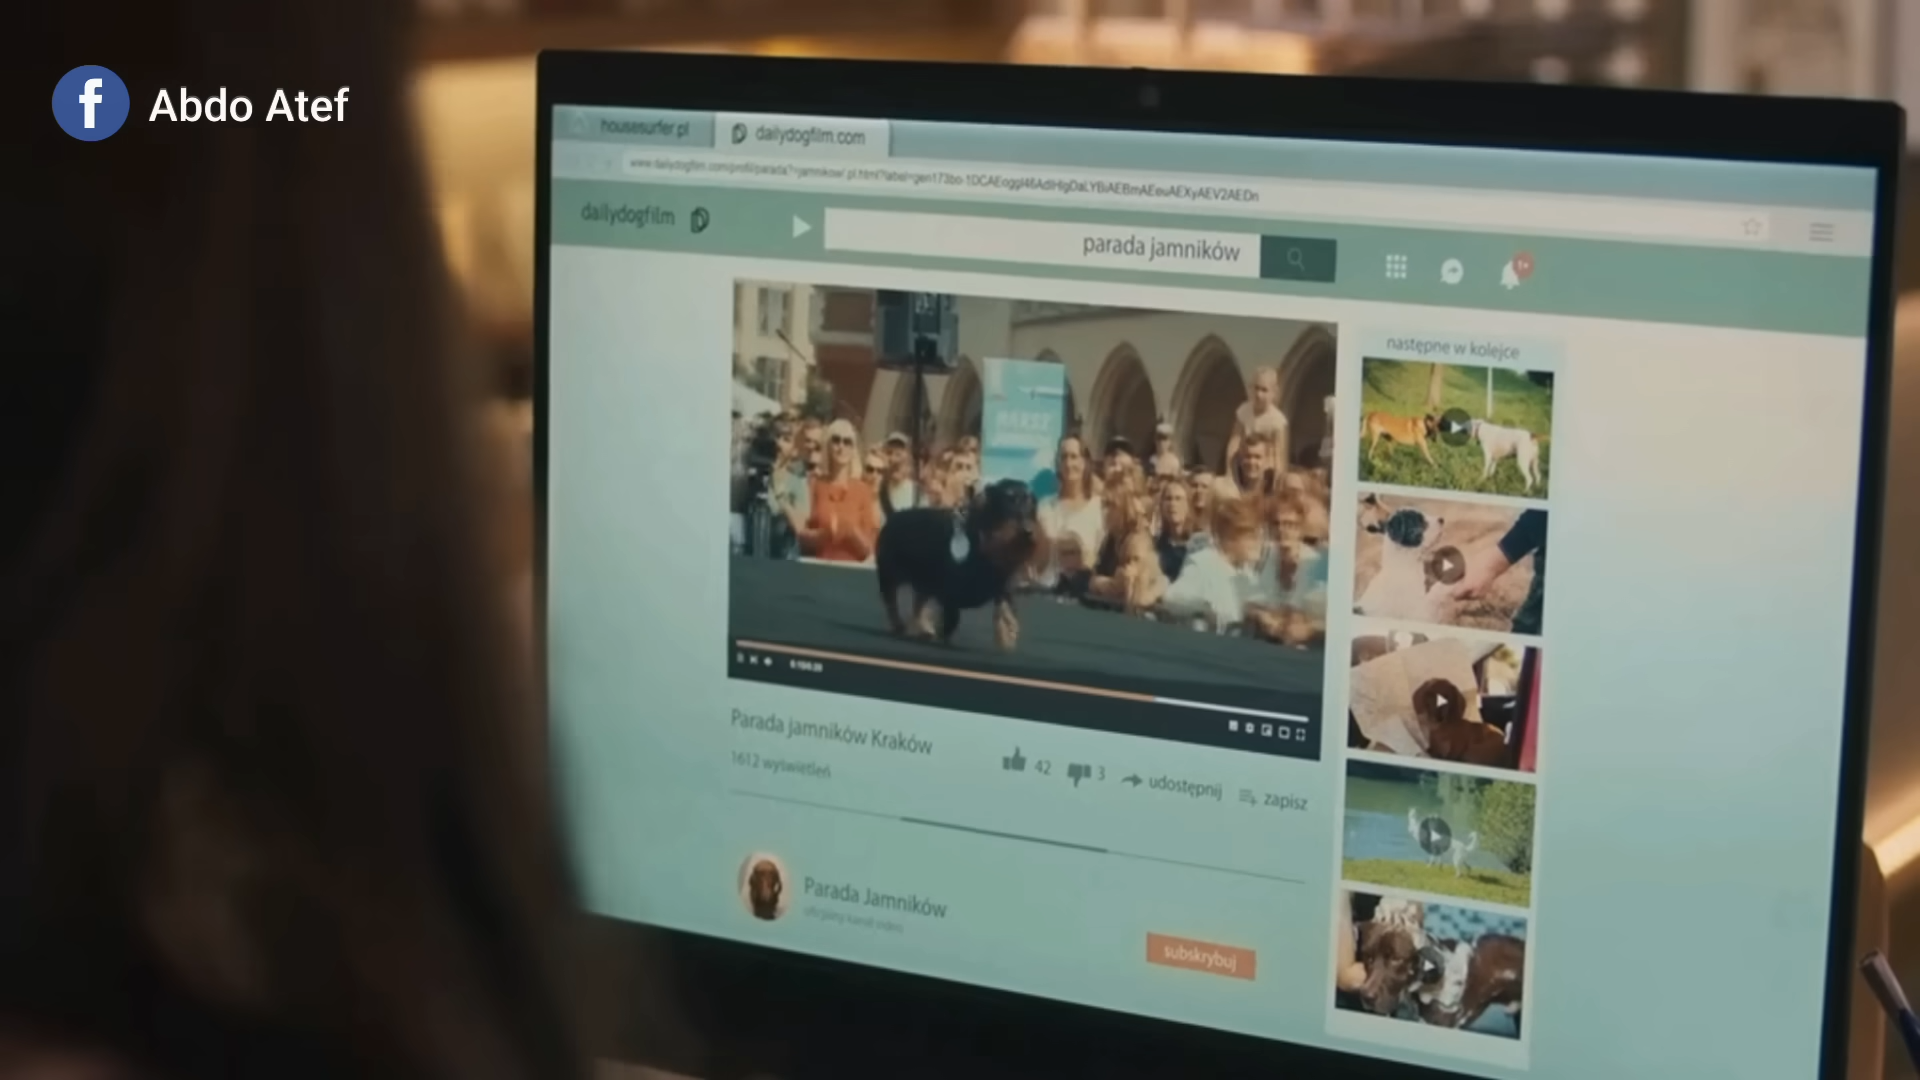 Abdo Atef
housesurfer.pl
dailydogfilm.com
dailydogfilm
parada jamników
następne w kolejce
Parada jamników Kraków
1612 wyświetleń
42
3
udostępnij
zapisz
Parada Jamników
subskrybuj